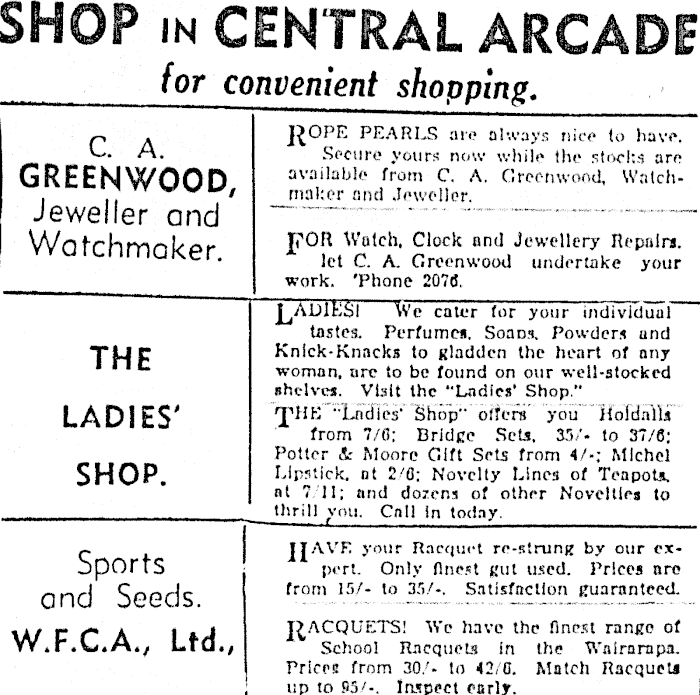 SHOP IN CENTRAL ARCADE
for convenient shopping.
C. A.
GREENWOOD,
Jeweller and
Watchmaker.
ROPE PEARLS are always nice to have.
Secure yours now while the stocks are
available from C. A. Greenwood, Watch-
maker and Jeweller.
FOR Watch, Clock and Jewellery Repairs.
let C. A. Greenwood undertake your
work. 'Phone 2076.
THE
LADIES'
SHOP.
LADIES! We cater for your individual
tastes. Perfumes, Soaps, Powders and
Knick-Knacks to gladden the heart of any
woman, are to be found on our well-stocked
shelves. Visit the "Ladies' Shop."
THE "Ladies' Shop" offers you Holdalls
from 7/6; Bridge Sets, 35/- to 37/6;
Potter & Moore Gift Sets from 4/-; Michel
Lipstick, at 2/6; Novelty Lines of Teapots,
at 7/11; and dozens of other Novelties to
thrill you. Call in today.
Sports
and Seeds.
W.F.C.A., Ltd.,
HAVE your Racquet re-strung by our ex-
pert. Only finest gut used. Prices are
from 15/- to 35/-. Satisfaction guaranteed.
RACQUETS! We have the finest range of
School Racquets in the Wairarapa.
Prices from 30/- to 42/6. Match Racquets
up to 95/-. Inspect early.